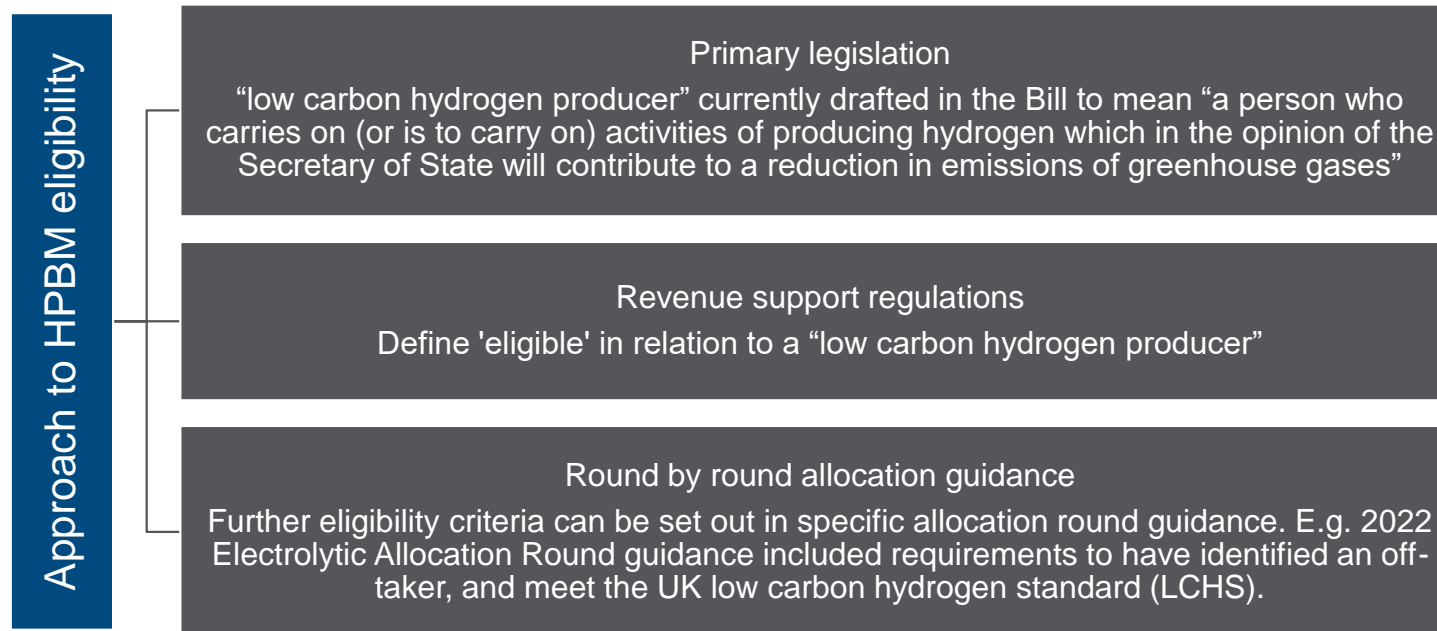 Approach to HPBM eligibility
Primary legislation
“low carbon hydrogen producer” currently drafted in the Bill to mean “a person who
carries on (or is to carry on) activities of producing hydrogen which in the opinion of the
Secretary of State will contribute to a reduction in emissions of greenhouse gases”
Revenue support regulations
Define 'eligible' in relation to a “low carbon hydrogen producer”
Round by round allocation guidance
Further eligibility criteria can be set out in specific allocation round guidance. E.g. 2022
Electrolytic Allocation Round guidance included requirements to have identified an off-
taker, and meet the UK low carbon hydrogen standard (LCHS).